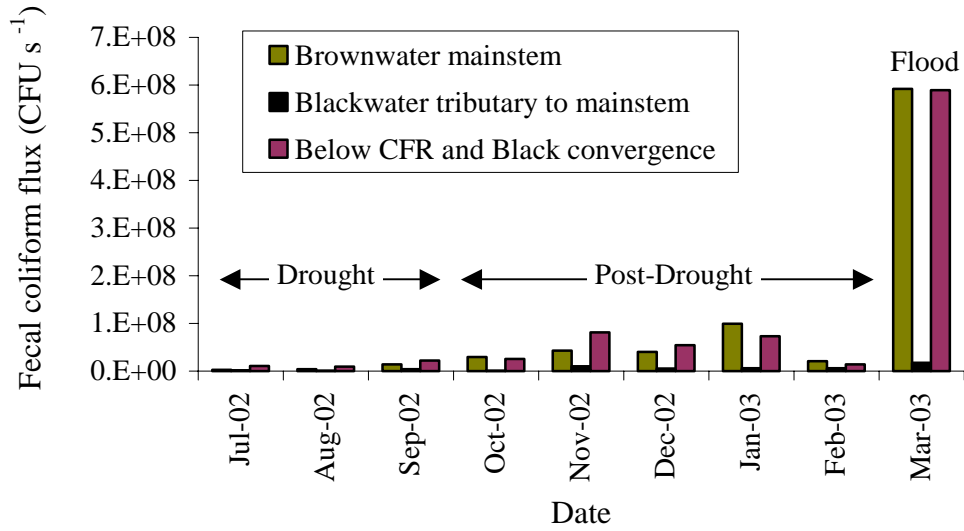 Fecal coliform flux (CFU s -1)
7.E+08
6.E+08
5.E+08
4.E+08
3.E+08
2.E+08
1.E+08
0.E+00
Brownwater mainstem
Blackwater tributary to mainstem
Below CFR and Black convergence
Flood
Drought
Post-Drought
Jul-02
Aug-02
Sep-02
Oct-02
Nov-02
Dec-02
Jan-03
Feb-03
Mar-03
Date